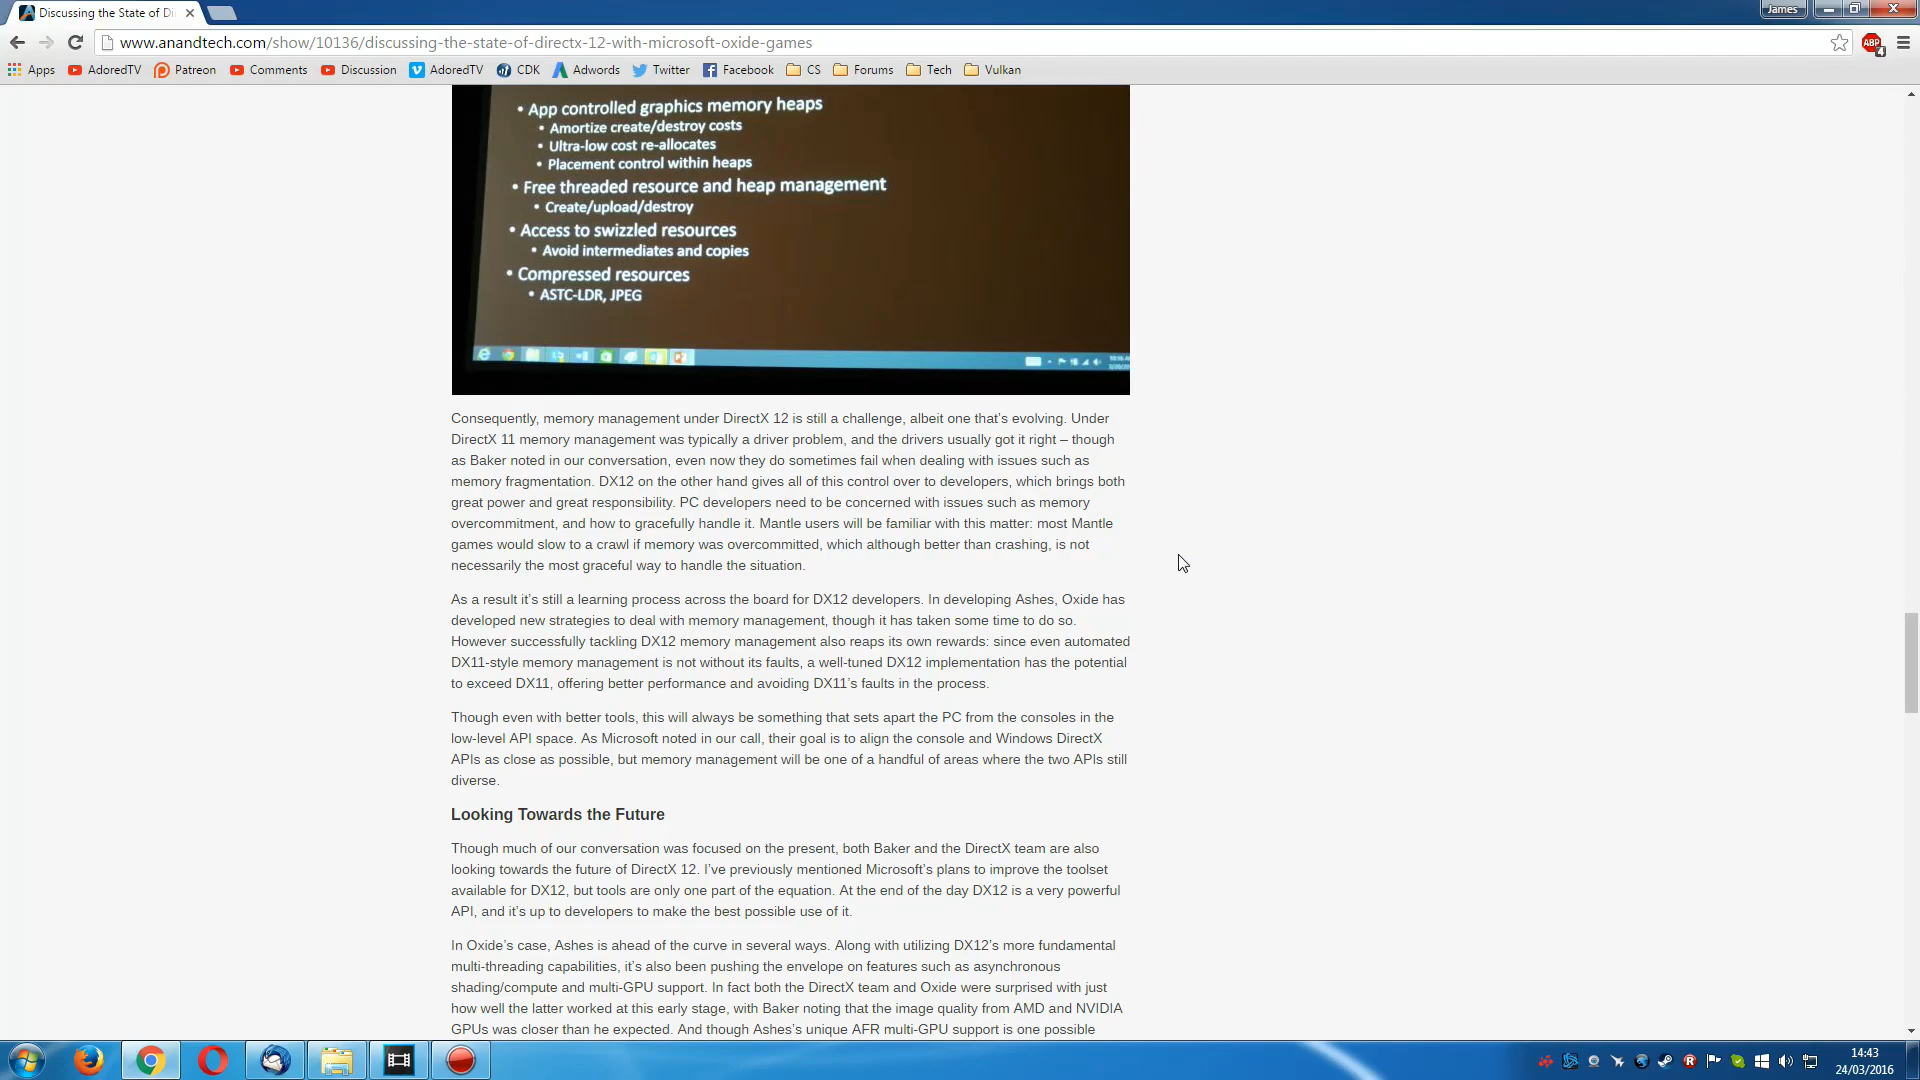 Discussing the State of Di
James
www.anandtech.com/show/10136/discussing-the-state-of-directx-12-with-microsoft-oxide-games
ABP
4
Apps
AdoredTV
Patreon
Comments
Discussion
AdoredTV
CDK
Adwords
Twitter
Facebook
CS
Forums
Tech
Vulkan
• App controlled graphics memory heaps
• Amortize create/destroy costs
• Ultra-low cost re-allocates
• Placement control within heaps
• Free threaded resource and heap management
• Create/upload/destroy
• Access to swizzled resources
• Avoid intermediates and copies
• Compressed resources
• ASTC-LDR, JPEG
Consequently, memory management under DirectX 12 is still a challenge, albeit one that’s evolving. Under
DirectX 11 memory management was typically a driver problem, and the drivers usually got it right – though
as Baker noted in our conversation, even now they do sometimes fail when dealing with issues such as
memory fragmentation. DX12 on the other hand gives all of this control over to developers, which brings both
great power and great responsibility. PC developers need to be concerned with issues such as memory
overcommitment, and how to gracefully handle it. Mantle users will be familiar with this matter: most Mantle
games would slow to a crawl if memory was overcommitted, which although better than crashing, is not
necessarily the most graceful way to handle the situation.
As a result it’s still a learning process across the board for DX12 developers. In developing Ashes, Oxide has
developed new strategies to deal with memory management, though it has taken some time to do so.
However successfully tackling DX12 memory management also reaps its own rewards: since even automated
DX11-style memory management is not without its faults, a well-tuned DX12 implementation has the potential
to exceed DX11, offering better performance and avoiding DX11’s faults in the process.
Though even with better tools, this will always be something that sets apart the PC from the consoles in the
low-level API space. As Microsoft noted in our call, their goal is to align the console and Windows DirectX
APIs as close as possible, but memory management will be one of a handful of areas where the two APIs still
diverse.
Looking Towards the Future
Though much of our conversation was focused on the present, both Baker and the DirectX team are also
looking towards the future of DirectX 12. I’ve previously mentioned Microsoft’s plans to improve the toolset
available for DX12, but tools are only one part of the equation. At the end of the day DX12 is a very powerful
API, and it’s up to developers to make the best possible use of it.
In Oxide’s case, Ashes is ahead of the curve in several ways. Along with utilizing DX12’s more fundamental
multi-threading capabilities, it’s also been pushing the envelope on features such as asynchronous
shading/compute and multi-GPU support. In fact both the DirectX team and Oxide were surprised with just
how well the latter worked at this early stage, with Baker noting that the image quality from AMD and NVIDIA
GPUs was closer than he expected. And though Ashes’s unique AFR multi-GPU support is one possible
14:43
24/03/2016